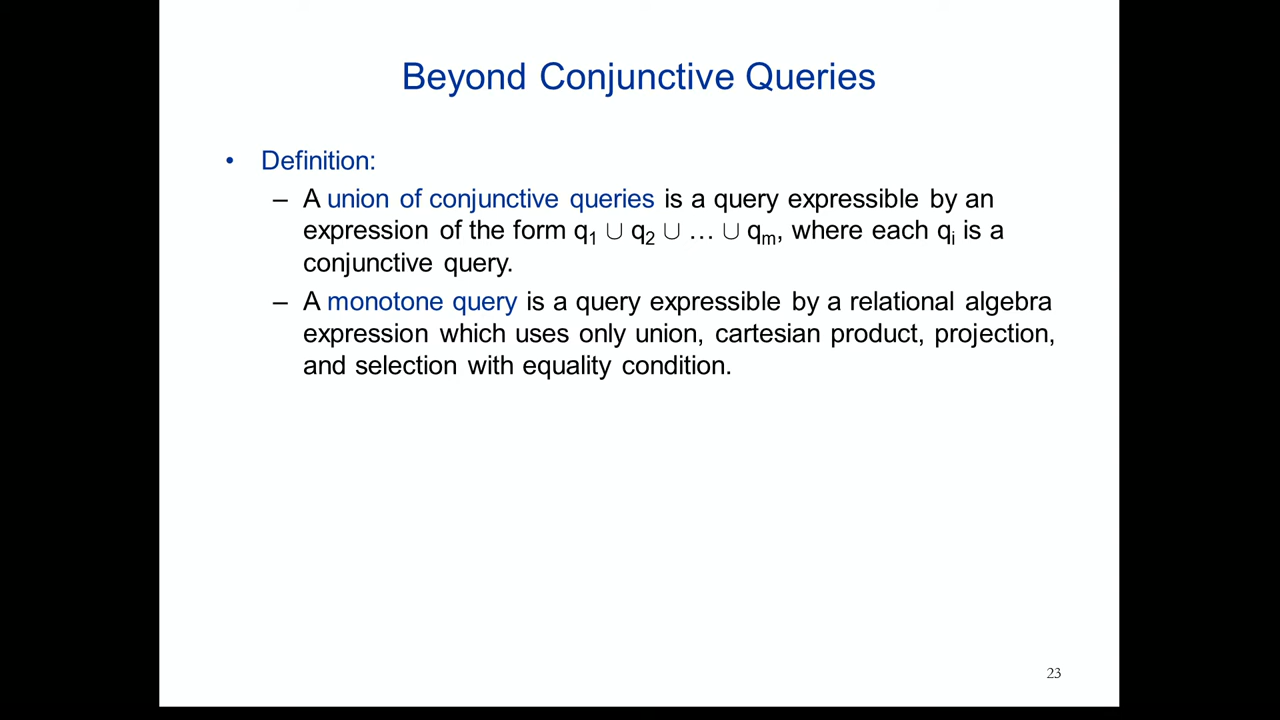 Beyond Conjunctive Queries
• Definition:
– A union of conjunctive queries is a query expressible by an
expression of the form q₁ ∪ q₂ ∪ … ∪ qₘ, where each qᵢ is a
conjunctive query.
– A monotone query is a query expressible by a relational algebra
expression which uses only union, cartesian product, projection,
and selection with equality condition.
23